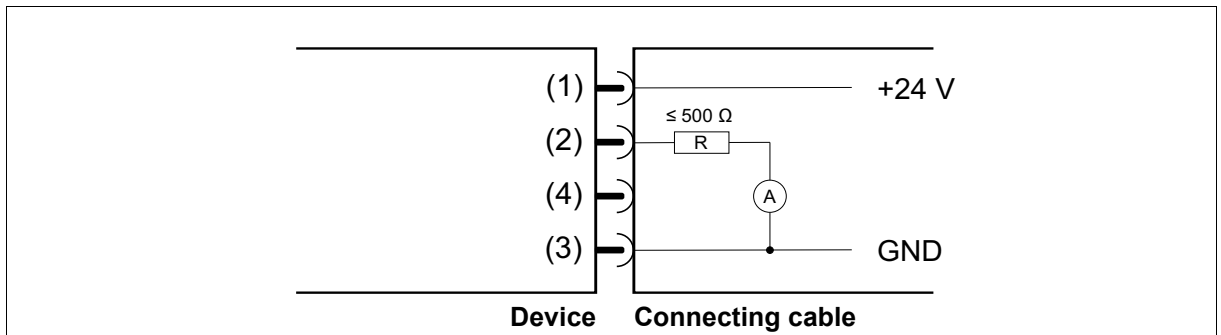 (1) +24 V
≤ 500 Ω
(2) R
(4) A
(3) GND
Device Connecting cable